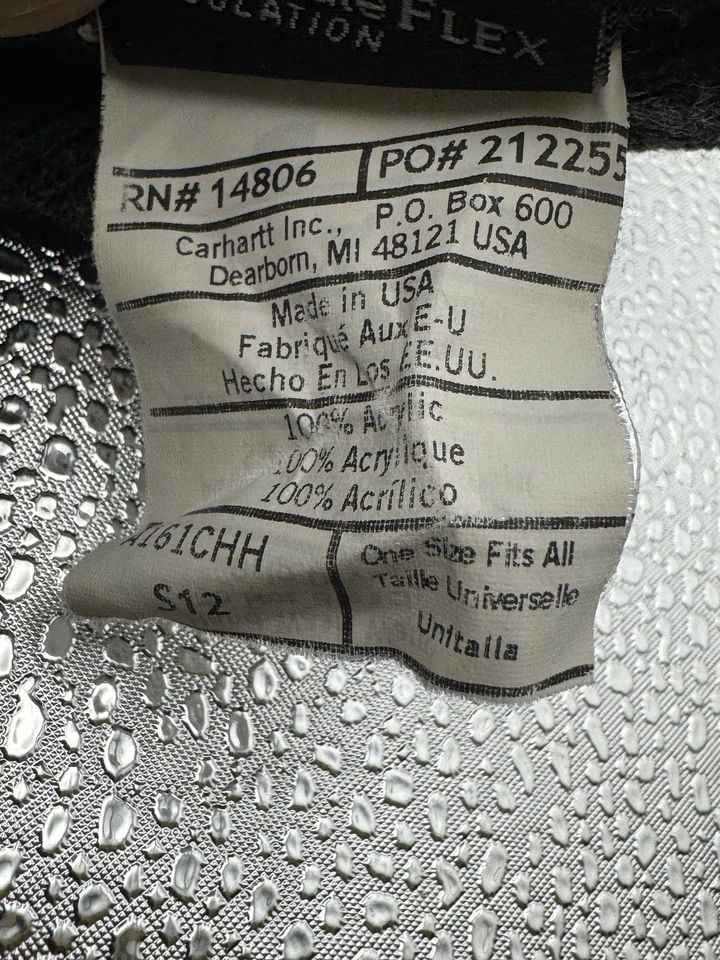 FLEX
RN# 14806 PO# 212255
Carhartt Inc., P.O. Box 600
Dearborn, MI 48121 USA
Made in USA
Fabriqué Aux E-U
Hecho En Los EE.UU.
100% Acrylic
100% Acrylique
100% Acrílico
A161CHH
S12
One Size Fits All
Taille Universelle
Unitalla